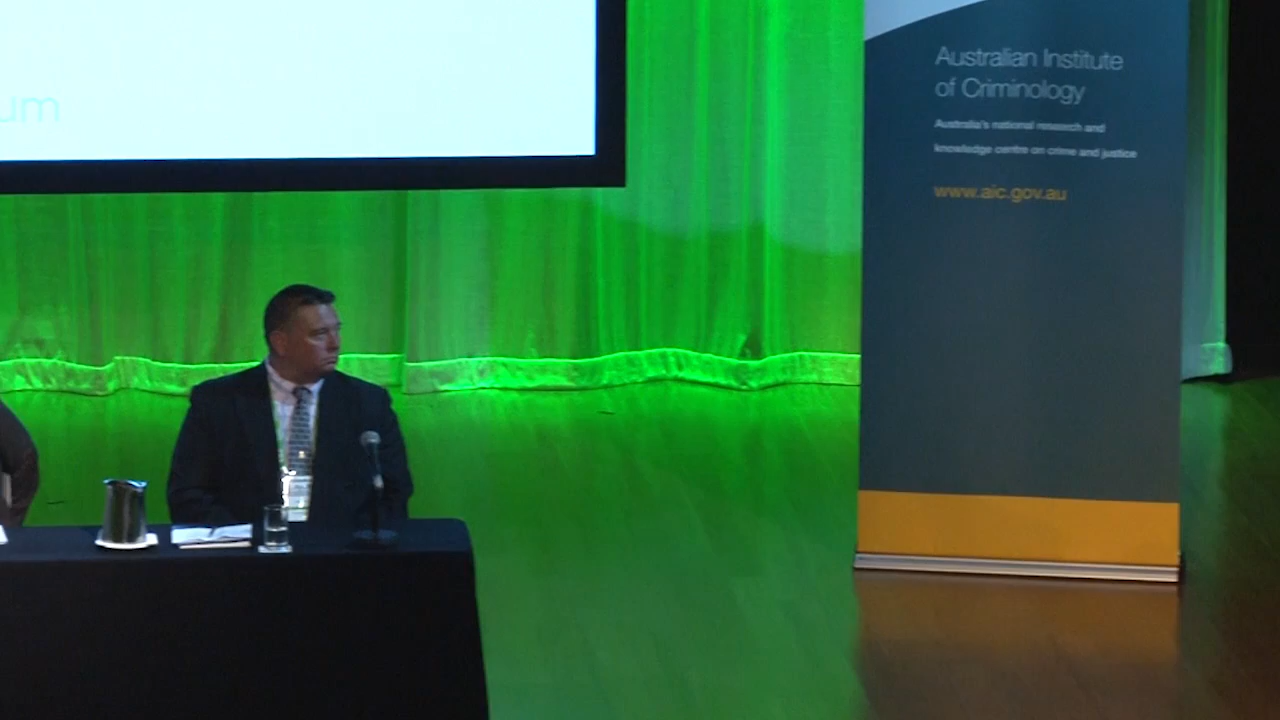 um
Australian Institute
of Criminology
Australia's national research and
knowledge centre on crime and justice
www.aic.gov.au